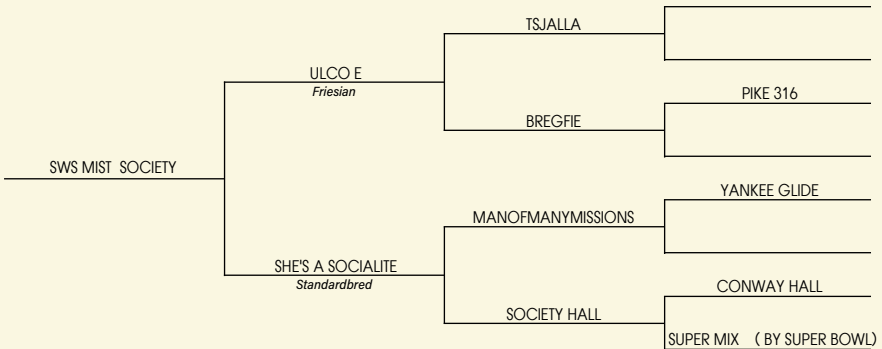 TSJALLA
ULCO E
Friesian
PIKE 316
BREGFIE
SWS MIST SOCIETY
YANKEE GLIDE
MANOFMANYMISSIONS
SHE'S A SOCIALITE
Standardbred
CONWAY HALL
SOCIETY HALL
SUPER MIX ( BY SUPER BOWL)